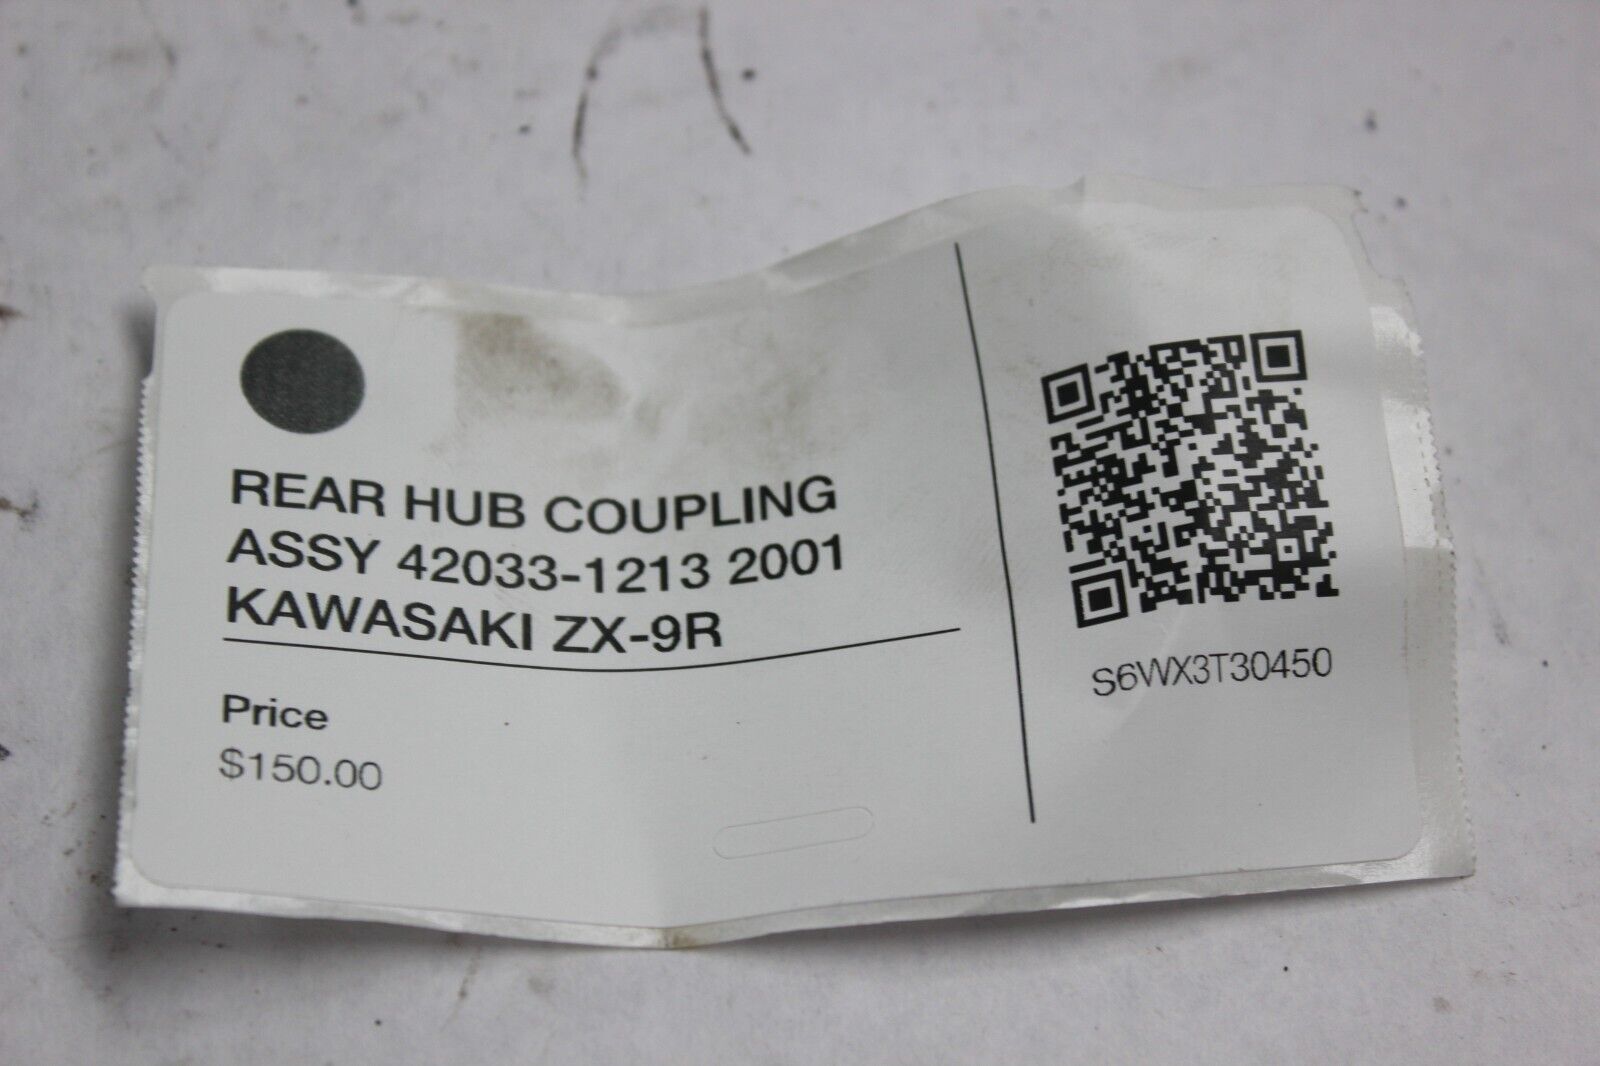 REAR HUB COUPLING
ASSY 42033-1213 2001
KAWASAKI ZX-9R
Price
$150.00
S6WX3T30450